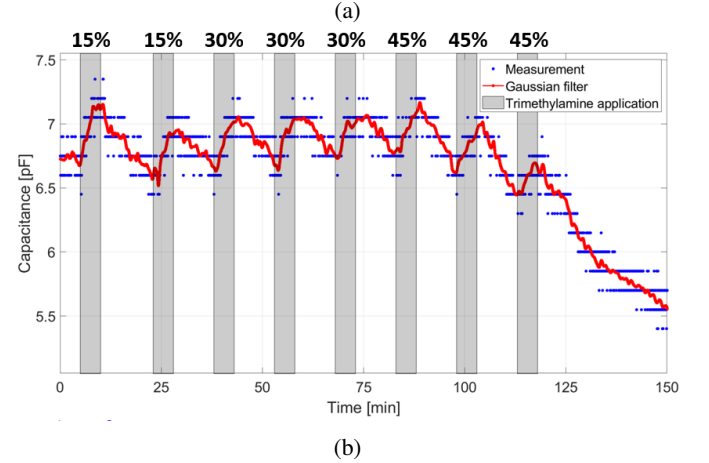 (a)
15% 15% 30% 30% 30% 45% 45% 45%
7.5
7
6.5
6
5.5
Capacitance [pF]
Measurement
Gaussian filter
Trimethylamine application
0 25 50 75 100 125 150
Time [min]
(b)